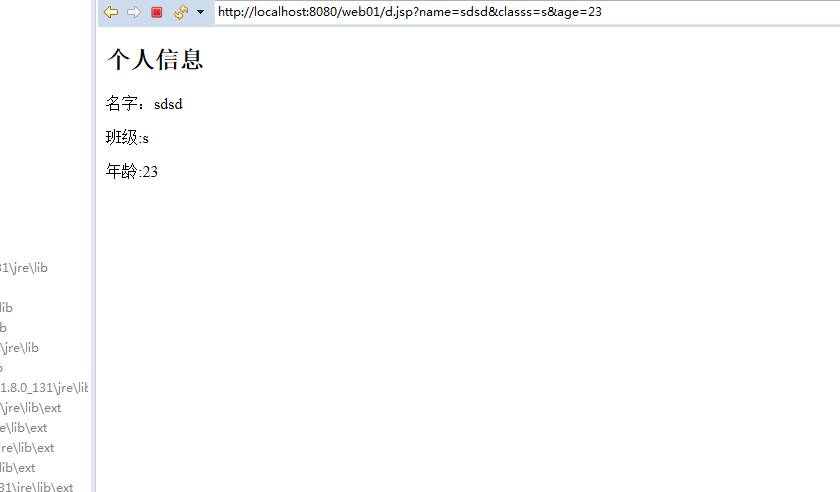 http://localhost:8080/web01/d.jsp?name=sdsd&classs=s&age=23
个人信息
名字：sdsd
班级:s
年龄:23
31\jre\lib
lib
b
\jre\lib
1.8.0_131\jre\lib
\jre\lib\ext
e\lib\ext
jre\lib\ext
lib\ext
31\jre\lib\ext